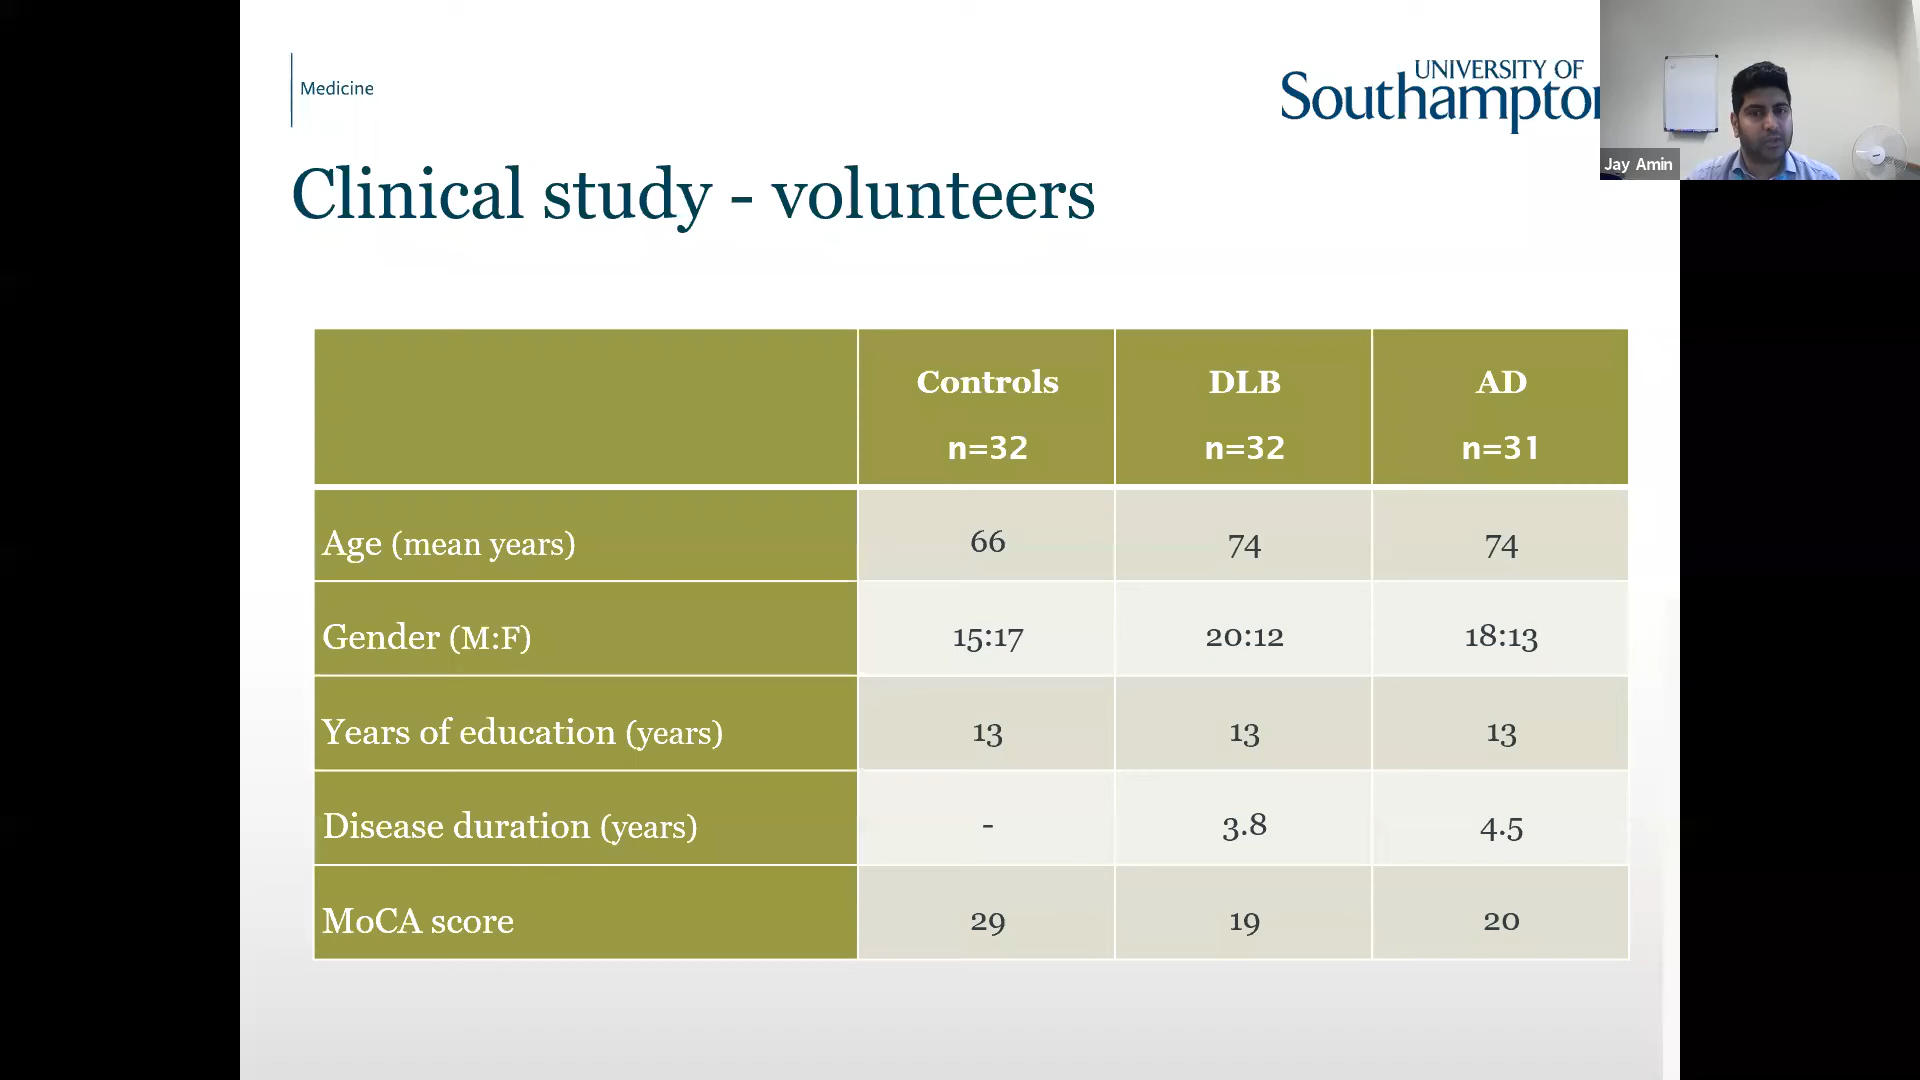 Medicine
UNIVERSITY OF
Southampton
Jay Amin
Clinical study - volunteers
Controls DLB AD
n=32 n=32 n=31
Age (mean years) 66 74 74
Gender (M:F) 15:17 20:12 18:13
Years of education (years) 13 13 13
Disease duration (years) - 3.8 4.5
MoCA score 29 19 20